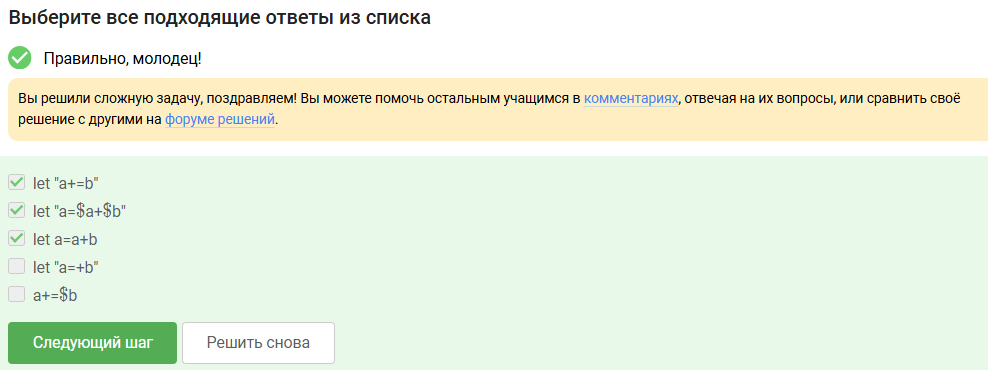 Выберите все подходящие ответы из списка
Правильно, молодец!
Вы решили сложную задачу, поздравляем! Вы можете помочь остальным учащимся в комментариях, отвечая на их вопросы, или сравнить своё
решение с другими на форуме решений.
let "a+=b"
let "a=$a+$b"
let a=a+b
let "a=+b"
a+=$b
Следующий шаг Решить снова